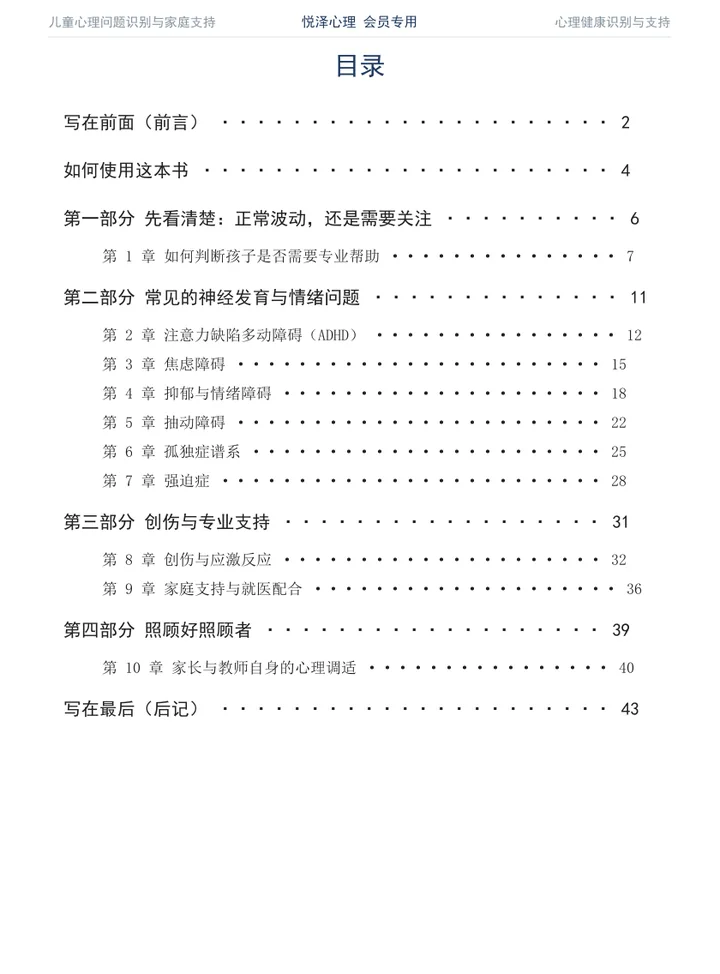 儿童心理问题识别与家庭支持 悦泽心理 会员专用 心理健康识别与支持
目录
写在前面（前言） · · · · · · · · · · · · · · · · · · · · · · 2
如何使用这本书 · · · · · · · · · · · · · · · · · · · · · · · 4
第一部分 先看清楚：正常波动，还是需要关注 · · · · · · · · · · 6
第 1 章 如何判断孩子是否需要专业帮助 • • • • • • • • • • • • • • • 7
第二部分 常见的神经发育与情绪问题 · · · · · · · · · · · · · · 11
第 2 章 注意力缺陷多动障碍（ADHD） • • • • • • • • • • • • • • • • 12
第 3 章 焦虑障碍 • • • • • • • • • • • • • • • • • • • • • • • • 15
第 4 章 抑郁与情绪障碍 • • • • • • • • • • • • • • • • • • • • • 18
第 5 章 抽动障碍 • • • • • • • • • • • • • • • • • • • • • • • • 22
第 6 章 孤独症谱系 • • • • • • • • • • • • • • • • • • • • • • • 25
第 7 章 强迫症 • • • • • • • • • • • • • • • • • • • • • • • • • 28
第三部分 创伤与专业支持 · · · · · · · · · · · · · · · · · · 31
第 8 章 创伤与应激反应 • • • • • • • • • • • • • • • • • • • • • 32
第 9 章 家庭支持与就医配合 • • • • • • • • • • • • • • • • • • • • 36
第四部分 照顾好照顾者 · · · · · · · · · · · · · · · · · · · 39
第 10 章 家长与教师自身的心理调适 • • • • • • • • • • • • • • • • 40
写在最后（后记） · · · · · · · · · · · · · · · · · · · · · · 43